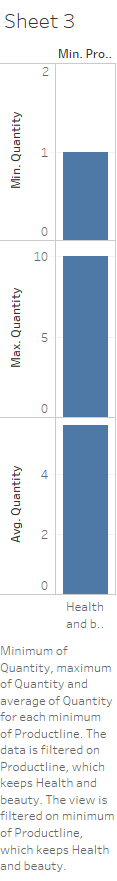 Sheet 3
Min. Pro..
2
Min. Quantity
1
0
10
Max. Quantity
5
0
4
Avg. Quantity
2
0
Health
and b..
Minimum of
Quantity, maximum
of Quantity and
average of Quantity
for each minimum
of Productline. The
data is filtered on
Productline, which
keeps Health and
beauty. The view is
filtered on minimum
of Productline,
which keeps Health
and beauty.